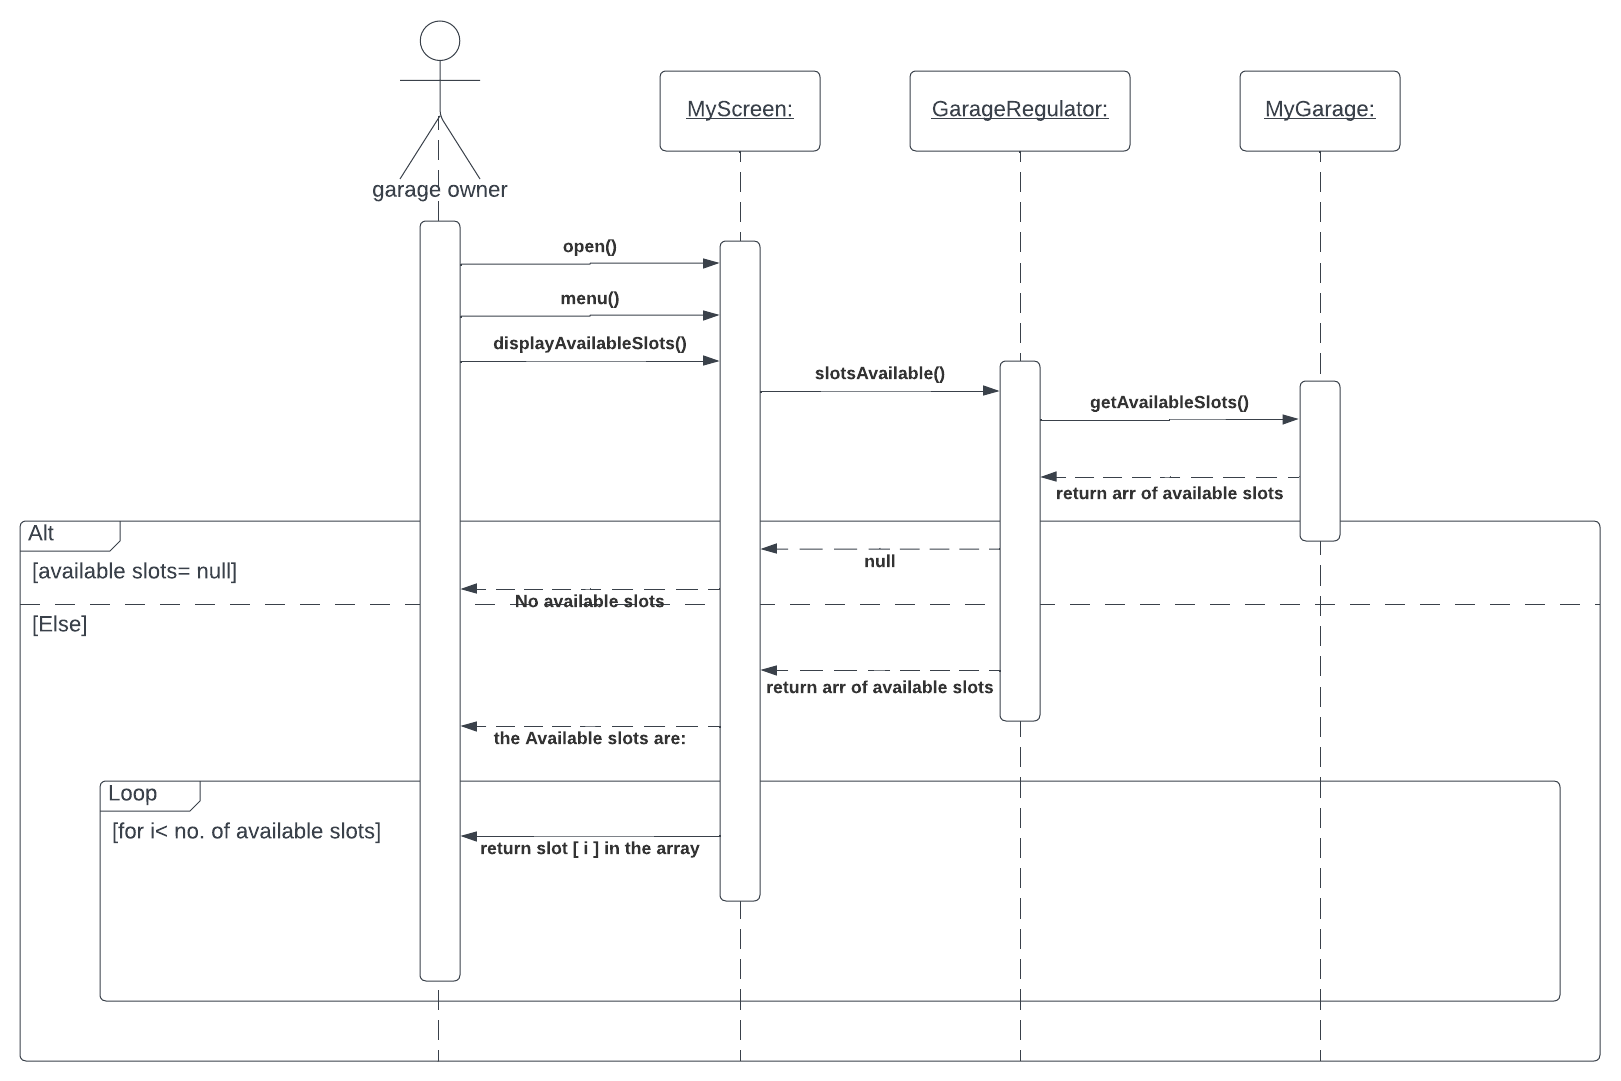 garage owner
MyScreen:
GarageRegulator:
MyGarage:
open()
menu()
displayAvailableSlots()
slotsAvailable()
getAvailableSlots()
return arr of available slots
Alt
[available slots= null]
null
No available slots
[Else]
return arr of available slots
the Available slots are:
Loop
[for i< no. of available slots]
return slot [ i ] in the array